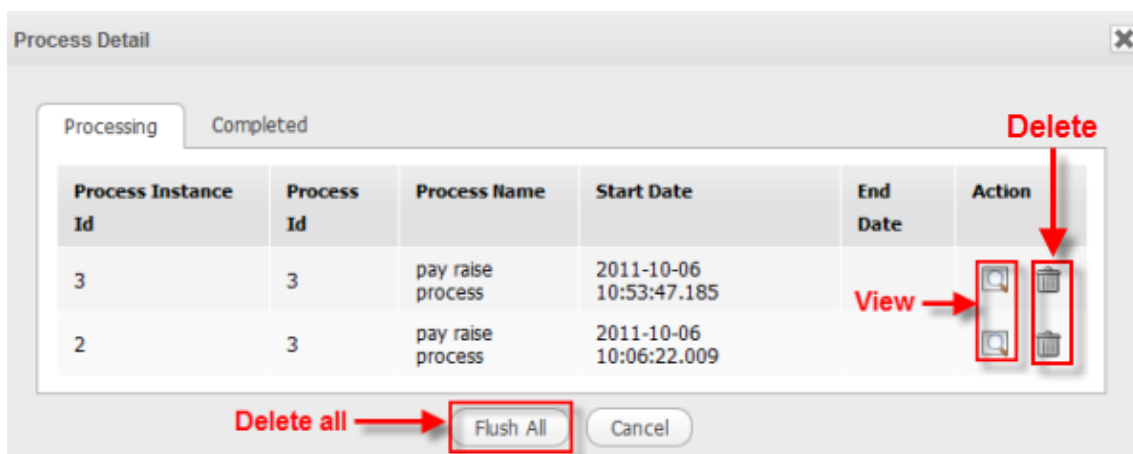 Process Detail
Processing Completed
Delete
Process Instance Id Process Id Process Name Start Date End Date Action
3 3 pay raise process 2011-10-06 10:53:47.185
View
2 3 pay raise process 2011-10-06 10:06:22.009
Delete all Flush All Cancel